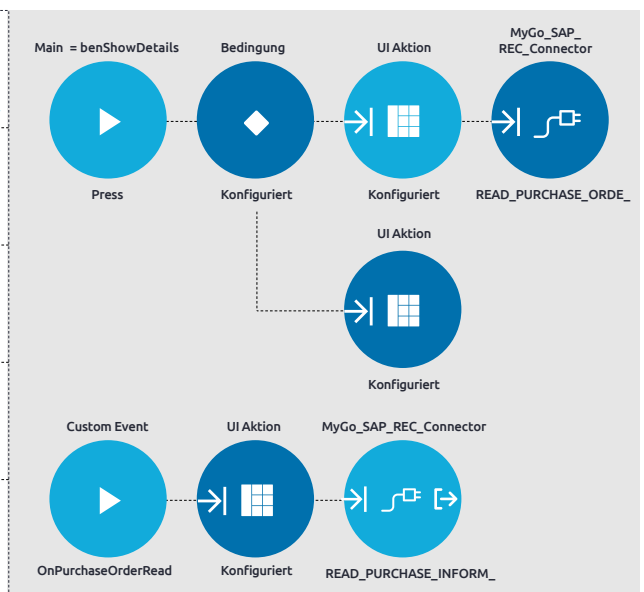 Main = benShowDetails
Bedingung
UI Aktion
MyGo_SAP_
REC_Connector
Press
Konfiguriert
Konfiguriert
READ_PURCHASE_ORDE_
UI Aktion
Konfiguriert
Custom Event
UI Aktion
MyGo_SAP_REC_Connector
OnPurchaseOrderRead
Konfiguriert
READ_PURCHASE_INFORM_